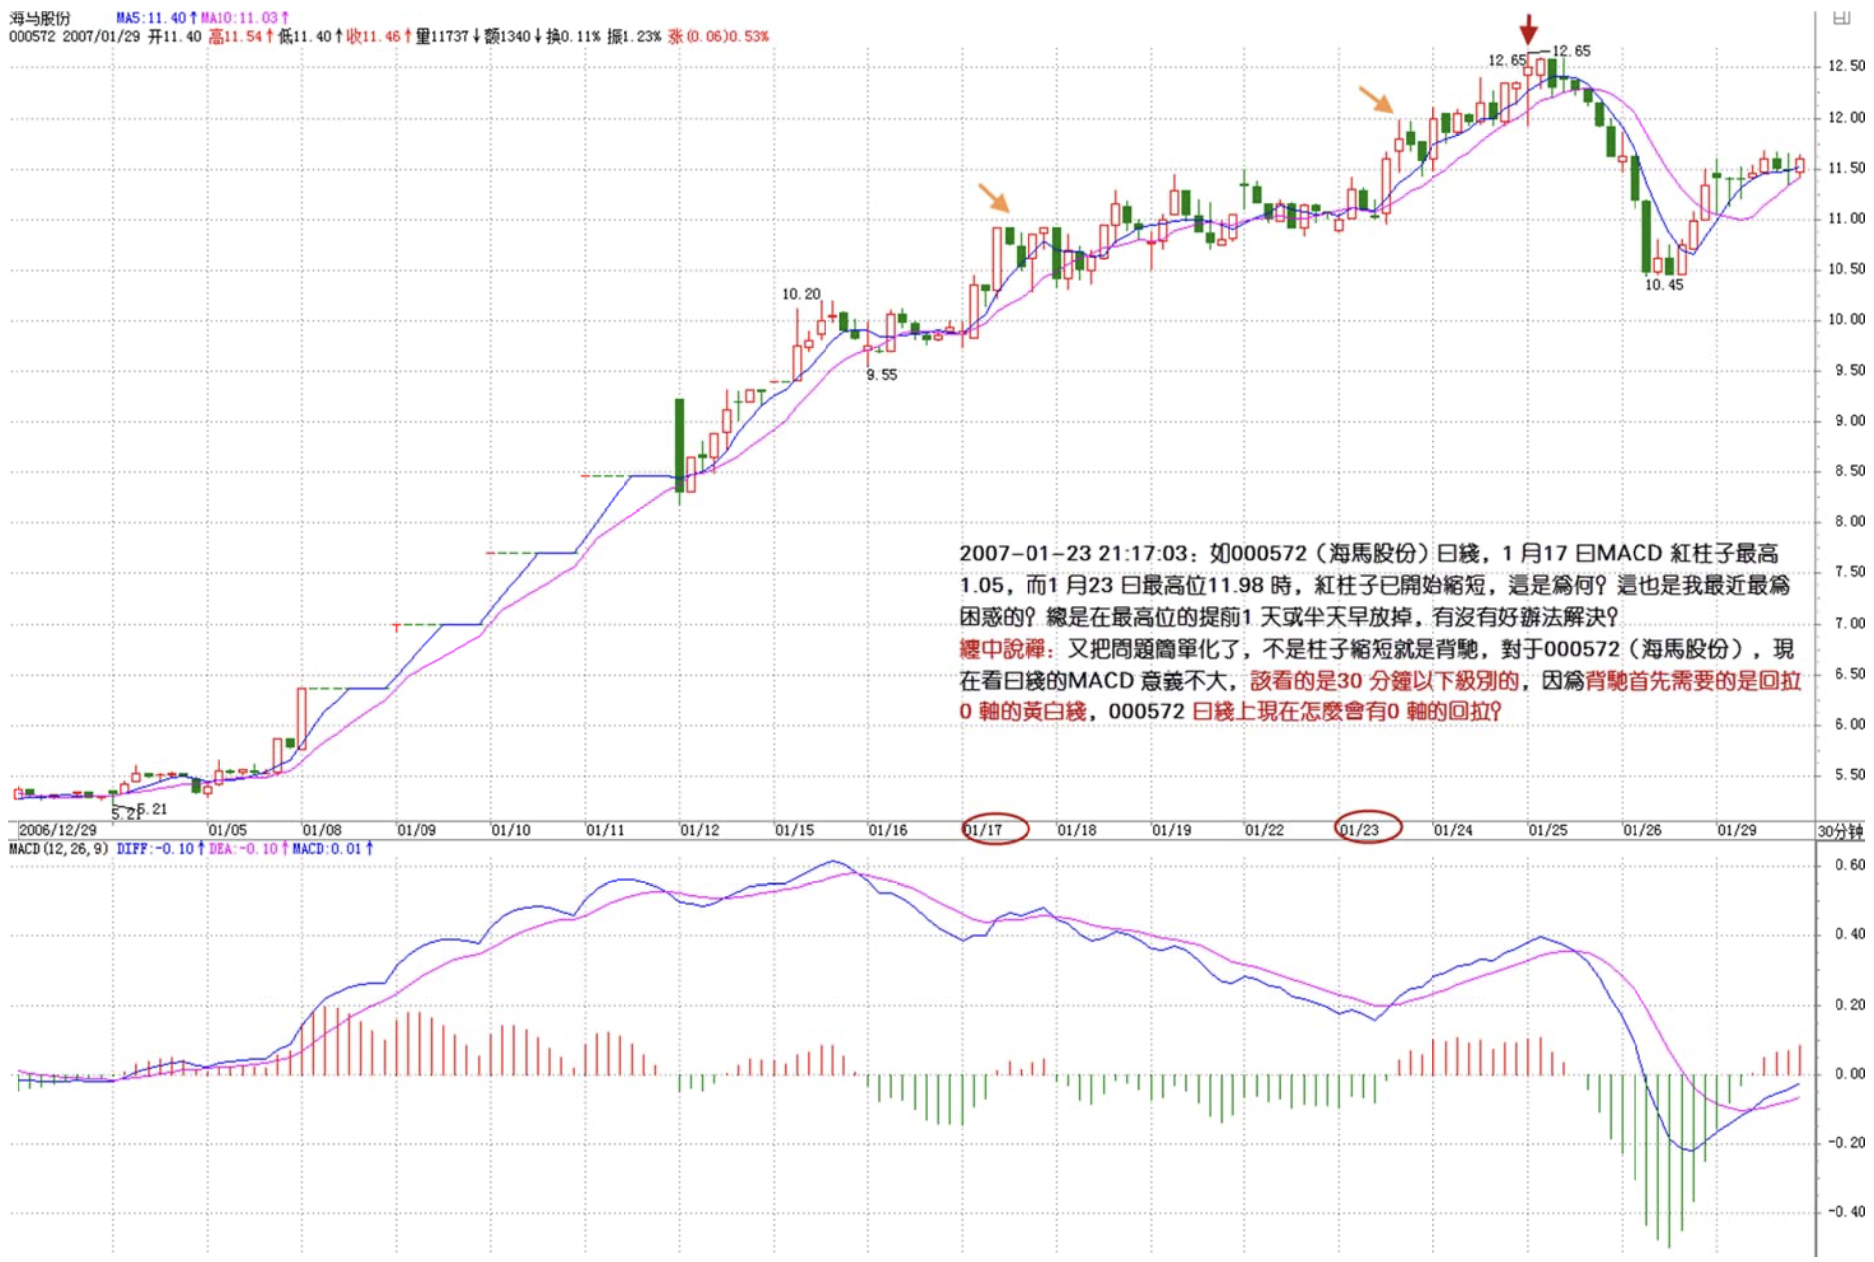 海马股份 MA5:11.40↑MA10:11.03↑
000572 2007/01/29 开11.40 高11.54↑低11.40↑收11.46↑量11737↓额1340↓换0.11% 振1.23% 涨(0.06)0.53%
12.65
12.65
12.50
12.00
11.50
11.00
10.50
10.45
10.20
10.00
9.55
9.50
9.00
8.50
8.00
2007-01-23 21:17:03：如000572（海馬股份）日綫，1 月17 日MACD 紅柱子最高
1.05，而1 月23 日最高位11.98 時，紅柱子已開始縮短，這是為何？這也是我最近最為
困惑的？總是在最高位的提前1 天或半天早放掉，有沒有好辦法解決？
纏中說禪：又把問題簡單化了，不是柱子縮短就是背馳，對于000572（海馬股份），現
在看日綫的MACD 意義不大，該看的是30 分鐘以下級別的，因為背馳首先需要的是回拉
0 軸的黃白綫，000572 日綫上現在怎麼會有0 軸的回拉？
7.50
7.00
6.50
6.00
5.50
5.21
5.21
2006/12/29 01/05 01/08 01/09 01/10 01/11 01/12 01/15 01/16 01/17 01/18 01/19 01/22 01/23 01/24 01/25 01/26 01/29 30分钟
MACD(12,26,9) DIFF:-0.10↑DEA:-0.10↑MACD:0.01↑
0.60
0.40
0.20
0.00
-0.20
-0.40